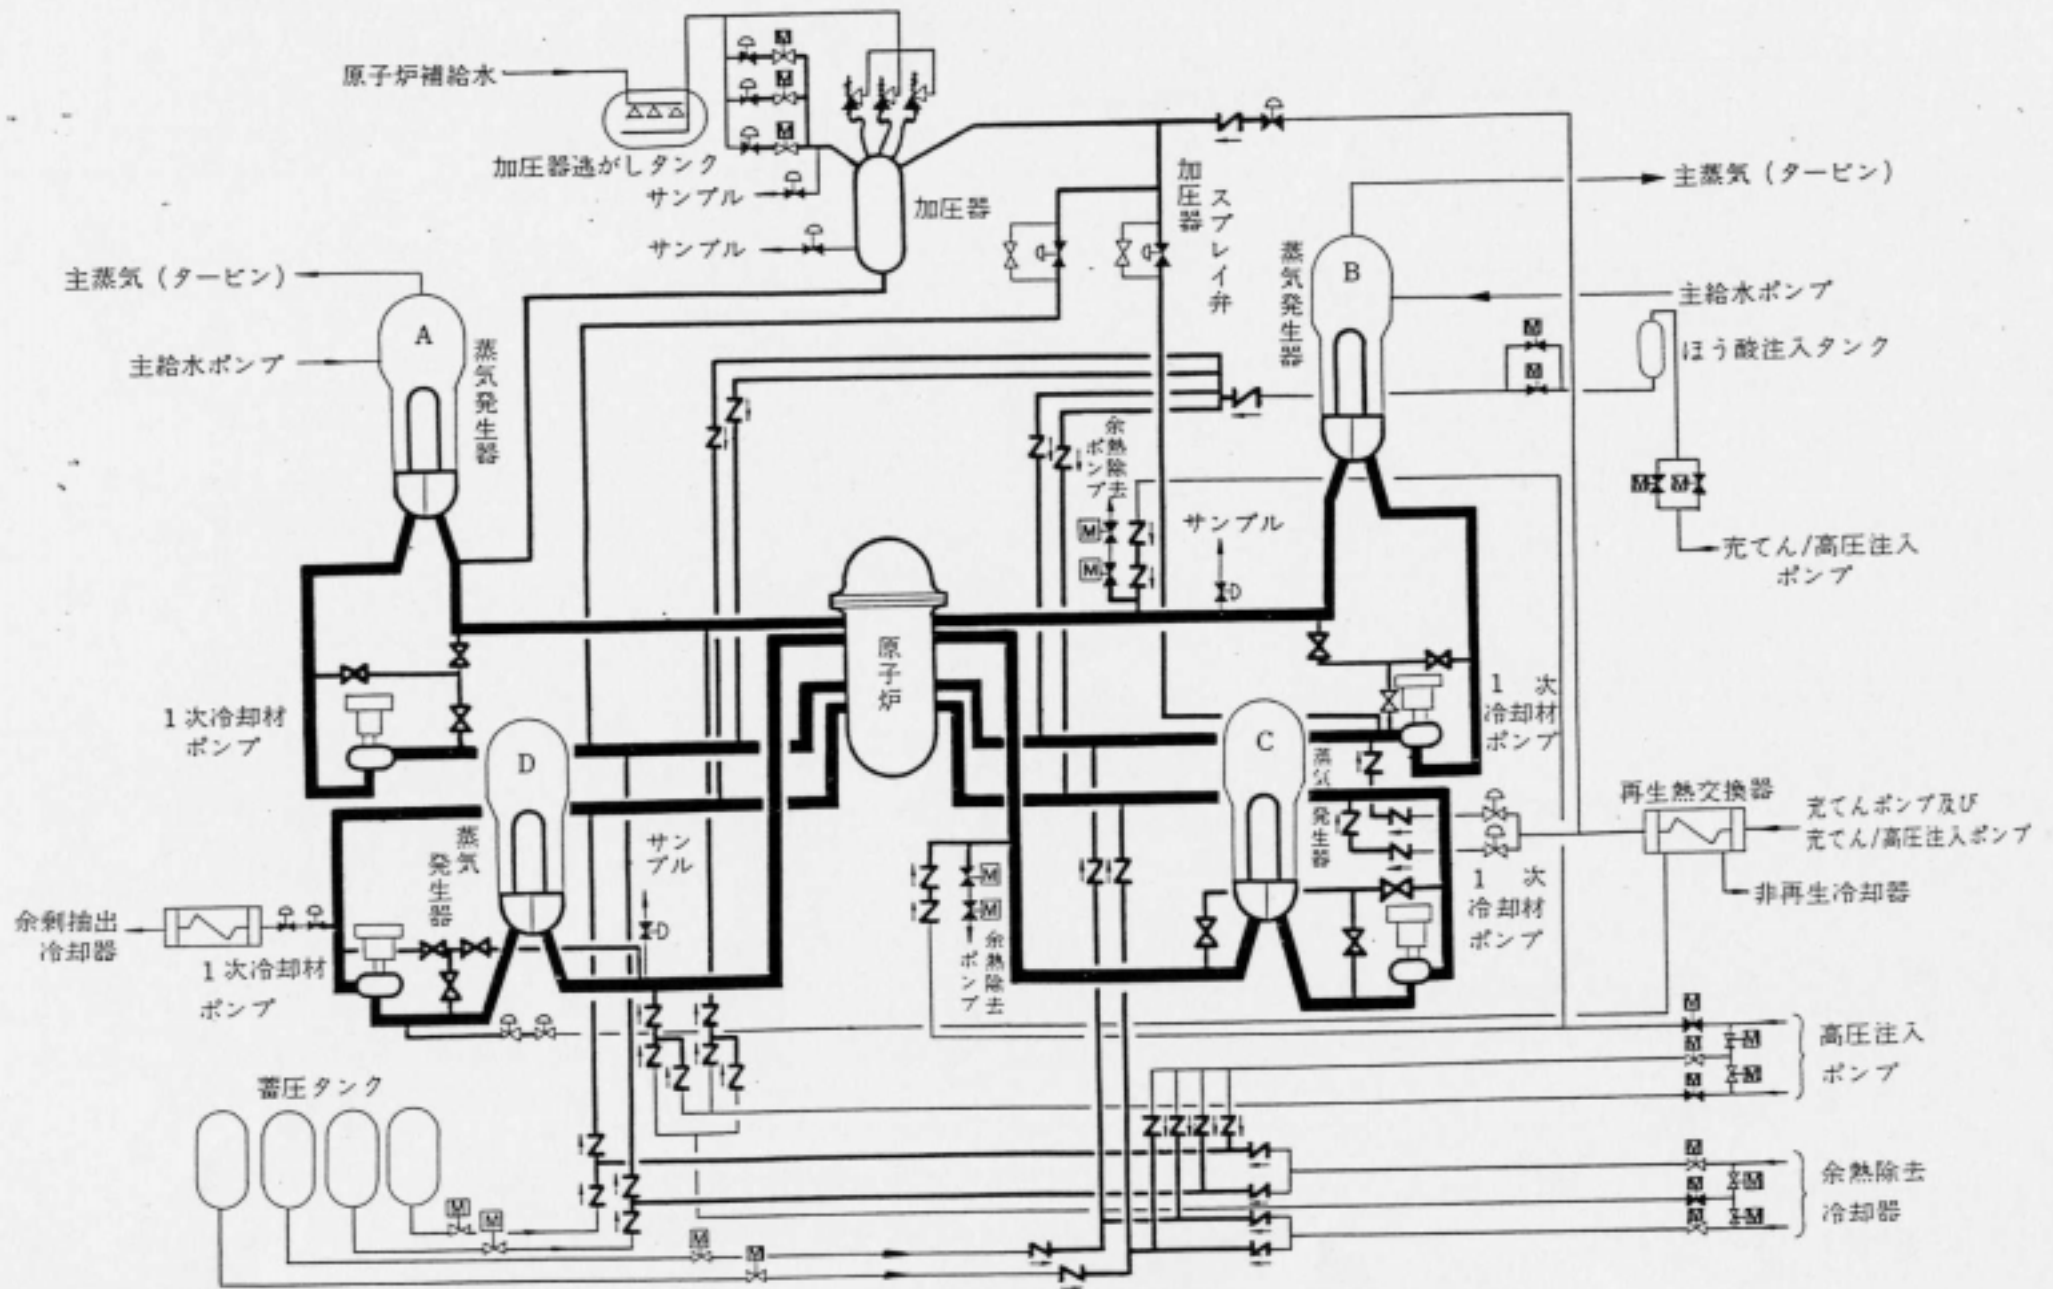 原子炉補給水
加圧器逃がしタンク
サンプル
サンプル
加圧器
加圧器
スプレイ弁
主蒸気（タービン）
主蒸気（タービン）
A
B
蒸気発生器
蒸気発生器
主給水ポンプ
主給水ポンプ
ほう酸注入タンク
M
M
M
M
M
M
M
充てん/高圧注入
ポンプ
余熱除去
ポンプ
M
M
サンプル
D
原子炉
1次冷却材
ポンプ
1次
冷却材
ポンプ
D
C
蒸気
発生器
蒸気
発生器
サン
プル
D
再生熱交換器
充てんポンプ及び
充てん/高圧注入ポンプ
非再生冷却器
1次
冷却材
ポンプ
M
M
余熱除去
ポンプ
余剰抽出
冷却器
1次冷却材
ポンプ
高圧注入
ポンプ
M
M
M
M
M
蓄圧タンク
M
M
M
M
余熱除去
冷却器
M
M
M
M
M